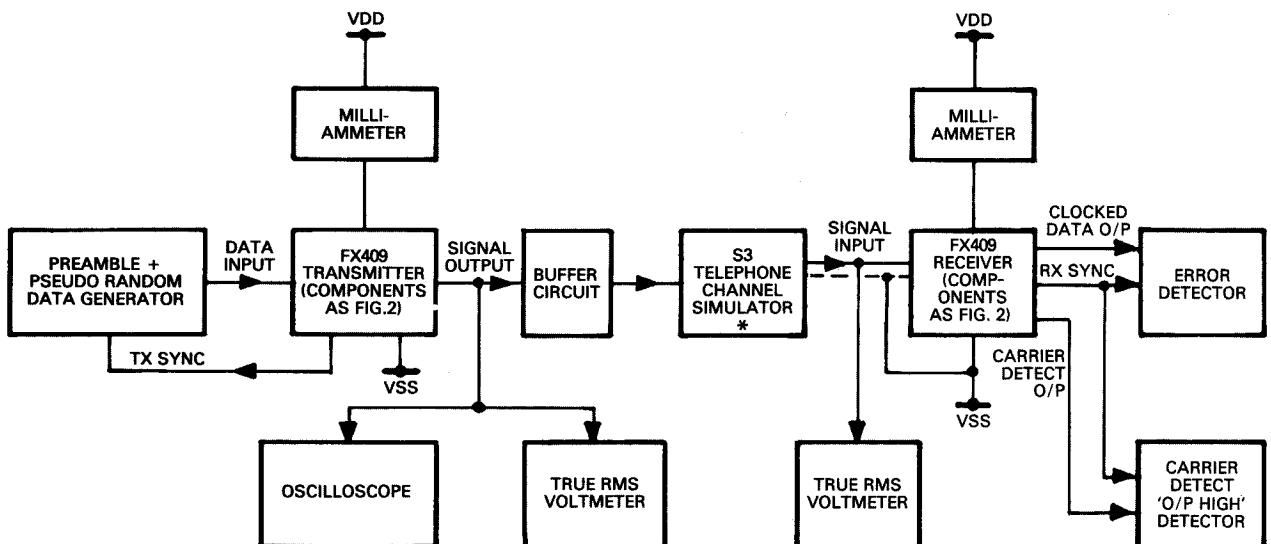 VDD
VDD
MILLI-
AMMETER
MILLI-
AMMETER
PREAMBLE +
PSEUDO RANDOM
DATA GENERATOR
DATA
INPUT
FX409
TRANSMITTER
(COMPONENTS
AS FIG.2)
SIGNAL
OUTPUT
BUFFER
CIRCUIT
S3
TELEPHONE
CHANNEL
SIMULATOR
*
SIGNAL
INPUT
FX409
RECEIVER
(COMP-
ONENTS
AS FIG. 2)
CLOCKED
DATA O/P
RX SYNC
ERROR
DETECTOR
TX SYNC
VSS
CARRIER
DETECT
O/P
VSS
OSCILLOSCOPE
TRUE RMS
VOLTMETER
TRUE RMS
VOLTMETER
CARRIER
DETECT
'O/P HIGH'
DETECTOR